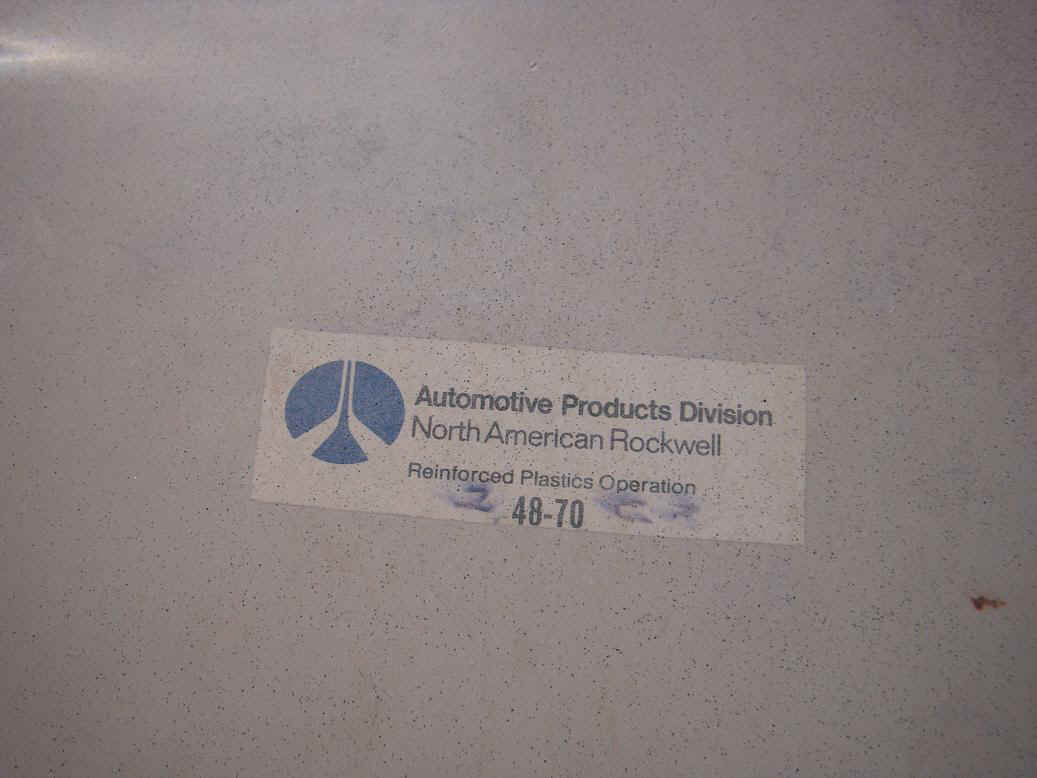 Automotive Products Division
North American Rockwell
Reinforced Plastics Operation
48-70